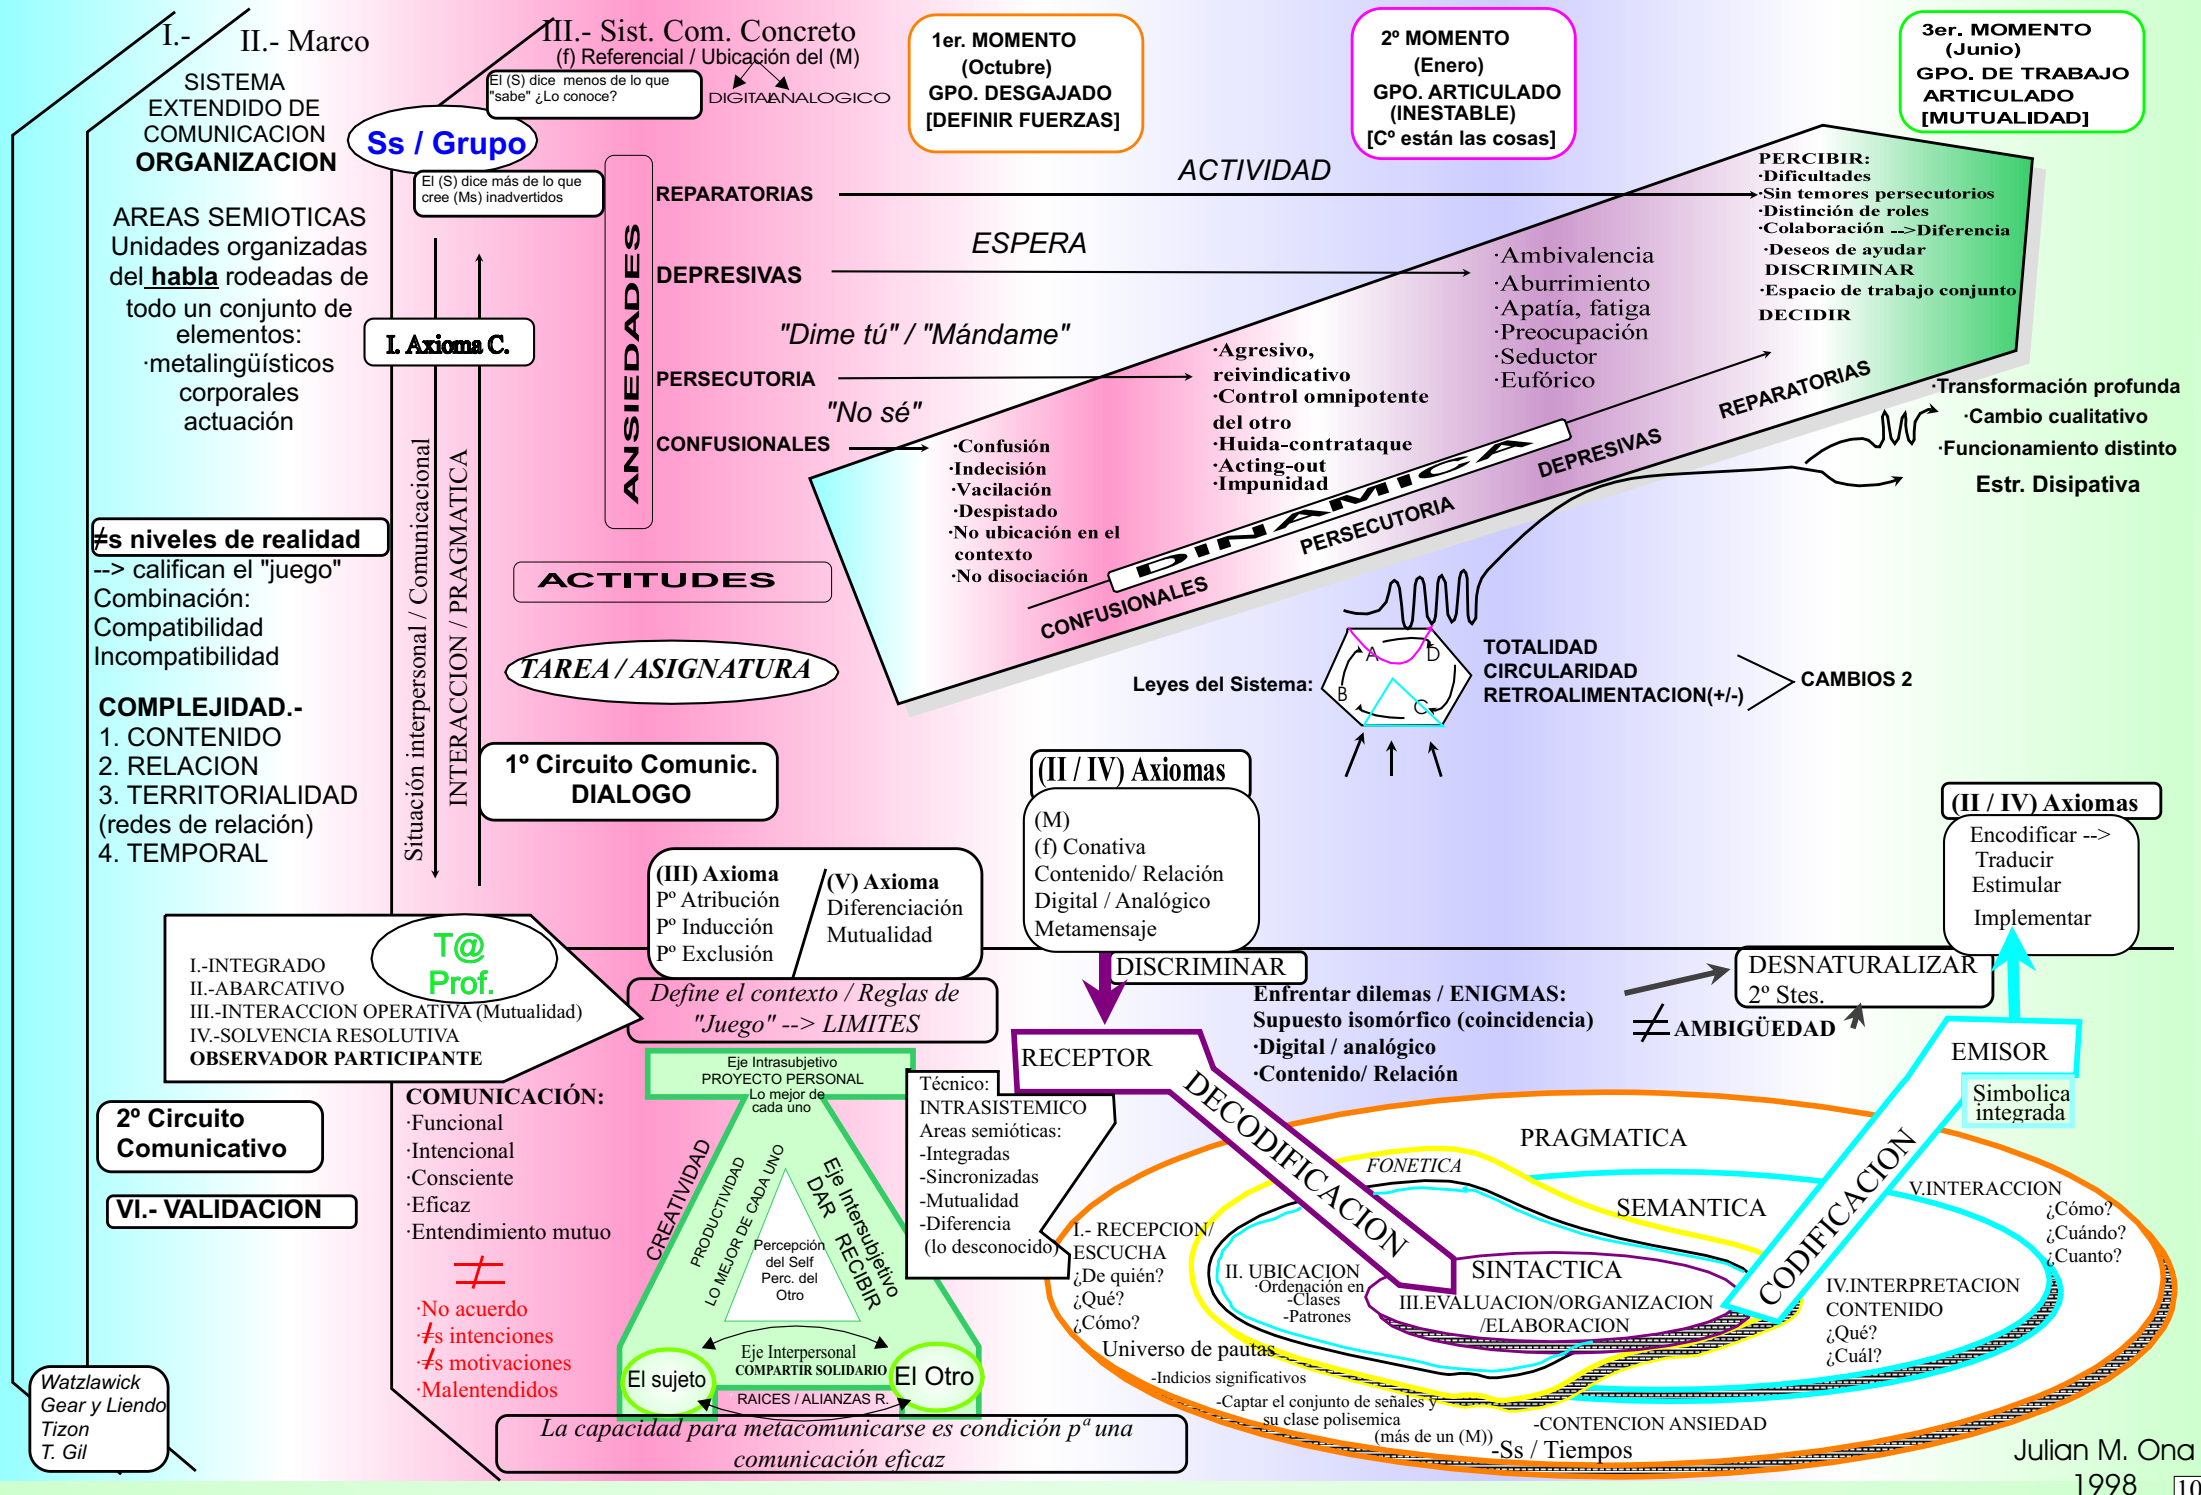 I.-
II.- Marco
SISTEMA
EXTENDIDO DE
COMUNICACION
ORGANIZACION
AREAS SEMIOTICAS
Unidades organizadas
del habla rodeadas de
todo un conjunto de
elementos:
·metalingüísticos
corporales
actuación
≠s niveles de realidad
--> califican el "juego"
Combinación:
Compatibilidad
Incompatibilidad
COMPLEJIDAD.-
1. CONTENIDO
2. RELACION
3. TERRITORIALIDAD
(redes de relación)
4. TEMPORAL
III.- Sist. Com. Concreto
(f) Referencial / Ubicación del (M)
El (S) dice menos de lo que
"sabe" ¿Lo conoce?
DIGITAL
ANALOGICO
Ss / Grupo
El (S) dice más de lo que
cree (Ms) inadvertidos
I. Axioma C.
Situación interpersonal / Comunicacional
INTERACCION / PRAGMATICA
ANSIEDADES
REPARATORIAS
DEPRESIVAS
PERSECUTORIA
CONFUSIONALES
ACTIVIDAD
ESPERA
"Dime tú" / "Mándame"
"No sé"
ACTITUDES
TAREA / ASIGNATURA
1er. MOMENTO
(Octubre)
GPO. DESGAJADO
[DEFINIR FUERZAS]
2º MOMENTO
(Enero)
GPO. ARTICULADO
(INESTABLE)
[Cº están las cosas]
3er. MOMENTO
(Junio)
GPO. DE TRABAJO
ARTICULADO
[MUTUALIDAD]
·Confusión
·Indecisión
·Vacilación
·Despistado
·No ubicación en el
contexto
·No disociación
·Agresivo,
reivindicativo
·Control omnipotente
del otro
·Huida-contrataque
·Acting-out
·Impunidad
·Ambivalencia
·Aburrimiento
·Apatía, fatiga
·Preocupación
·Seductor
·Eufórico
PERCIBIR:
·Dificultades
·Sin temores persecutorios
·Distinción de roles
·Colaboración -->Diferencia
·Deseos de ayudar
DISCRIMINAR
·Espacio de trabajo conjunto
DECIDIR
DINAMICA
CONFUSIONALES
PERSECUTORIA
DEPRESIVAS
REPARATORIAS
·Transformación profunda
·Cambio cualitativo
·Funcionamiento distinto
Estr. Disipativa
Leyes del Sistema:
A
D
B
C
TOTALIDAD
CIRCULARIDAD
RETROALIMENTACION(+/-)
CAMBIOS 2
1º Circuito Comunic.
DIALOGO
(III) Axioma
Pº Atribución
Pº Inducción
Pº Exclusión
(V) Axioma
Diferenciación
Mutualidad
(II / IV) Axiomas
(M)
(f) Conativa
Contenido/ Relación
Digital / Analógico
Metamensaje
(II / IV) Axiomas
Encodificar -->
Traducir
Estimular
Implementar
T@
Prof.
I.-INTEGRADO
II.-ABARCATIVO
III.-INTERACCION OPERATIVA (Mutualidad)
IV.-SOLVENCIA RESOLUTIVA
OBSERVADOR PARTICIPANTE
Define el contexto / Reglas de
"Juego" --> LIMITES
DISCRIMINAR
Enfrentar dilemas / ENIGMAS:
Supuesto isomórfico (coincidencia)
·Digital / analógico
·Contenido/ Relación
≠ AMBIGÜEDAD
DESNATURALIZAR
2º Stes.
2º Circuito
Comunicativo
VI.- VALIDACION
COMUNICACIÓN:
·Funcional
·Intencional
·Consciente
·Eficaz
·Entendimiento mutuo
≠
·No acuerdo
·≠s intenciones
·≠s motivaciones
·Malentendidos
Eje Intrasubjetivo
PROYECTO PERSONAL
Lo mejor de
cada uno
CREATIVIDAD
PRODUCTIVIDAD
LO MEJOR DE CADA UNO
Eje Intersubjetivo
DAR RECIBIR
Percepción
del Self
Perc. del
Otro
Eje Interpersonal
COMPARTIR SOLIDARIO
El sujeto
El Otro
RAICES / ALIANZAS R.
La capacidad para metacomunicarse es condición pª una
comunicación eficaz
Técnico:
INTRASISTEMICO
Areas semióticas:
-Integradas
-Sincronizadas
-Mutualidad
-Diferencia
(lo desconocido)
RECEPTOR
DECODIFICACION
EMISOR
Simbolica
integrada
CODIFICACION
PRAGMATICA
FONETICA
SEMANTICA
SINTACTICA
I.- RECEPCION/
ESCUCHA
¿De quién?
¿Qué?
¿Cómo?
Universo de pautas
-Indicios significativos
-Captar el conjunto de señales y
su clase polisemica
(más de un (M))
II. UBICACION
·Ordenación en
-Clases
-Patrones
III.EVALUACION/ORGANIZACION
/ELABORACION
IV.INTERPRETACION
CONTENIDO
¿Qué?
¿Cuál?
V.INTERACCION
¿Cómo?
¿Cuándo?
¿Cuanto?
-CONTENCION ANSIEDAD
-Ss / Tiempos
Watzlawick
Gear y Liendo
Tizon
T. Gil
Julian M. Ona
1998
10